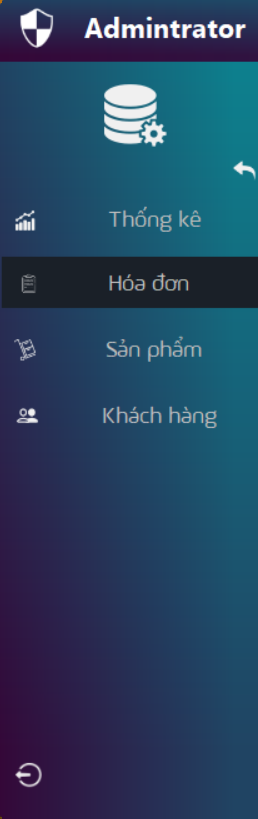 Admintrator
Thống kê
Hóa đơn
Sản phẩm
Khách hàng